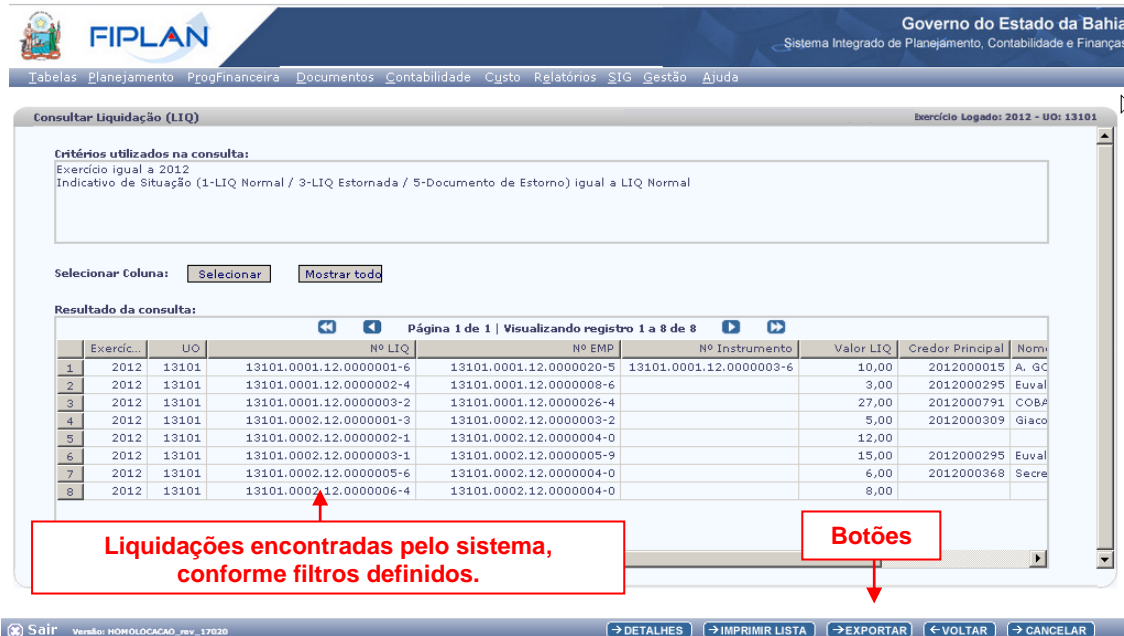 FIPLAN
Governo do Estado da Bahia
Sistema Integrado de Planejamento, Contabilidade e Finanças
Tabelas Planejamento ProgFinanceira Documentos Contabilidade Custo Relatórios SIG Gestão Ajuda
Consultar Liquidação (LIQ) Exercício Logado: 2012 - UO: 13101
Critérios utilizados na consulta:
Exercício igual a 2012
Indicativo de Situação (1-LIQ Normal / 3-LIQ Estornada / 5-Documento de Estorno) igual a LIQ Normal
Selecionar Coluna: Selecionar Mostrar todo
Resultado da consulta:
Página 1 de 1 | Visualizando registro 1 a 8 de 8
Exercíc... UO Nº LIQ Nº EMP Nº Instrumento Valor LIQ Credor Principal Nome
1 2012 13101 13101.0001.12.0000001-6 13101.0001.12.0000020-5 13101.0001.12.0000003-6 10,00 2012000015 A. GO
2 2012 13101 13101.0001.12.0000002-4 13101.0001.12.0000008-6 3,00 2012000295 Euval
3 2012 13101 13101.0001.12.0000003-2 13101.0001.12.0000026-4 27,00 2012000791 COBA
4 2012 13101 13101.0002.12.0000001-3 13101.0002.12.0000003-2 5,00 2012000309 Giaco
5 2012 13101 13101.0002.12.0000002-1 13101.0002.12.0000004-0 12,00
6 2012 13101 13101.0002.12.0000003-1 13101.0002.12.0000005-9 15,00 2012000295 Euval
7 2012 13101 13101.0002.12.0000005-6 13101.0002.12.0000004-0 6,00 2012000368 Secre
8 2012 13101 13101.0002.12.0000006-4 13101.0002.12.0000004-0 8,00
Liquidações encontradas pelo sistema,
conforme filtros definidos.
Botões
Sair Versão: HOMOLOCACAO_rev_17020 DETALHES IMPRIMIR LISTA EXPORTAR VOLTAR CANCELAR